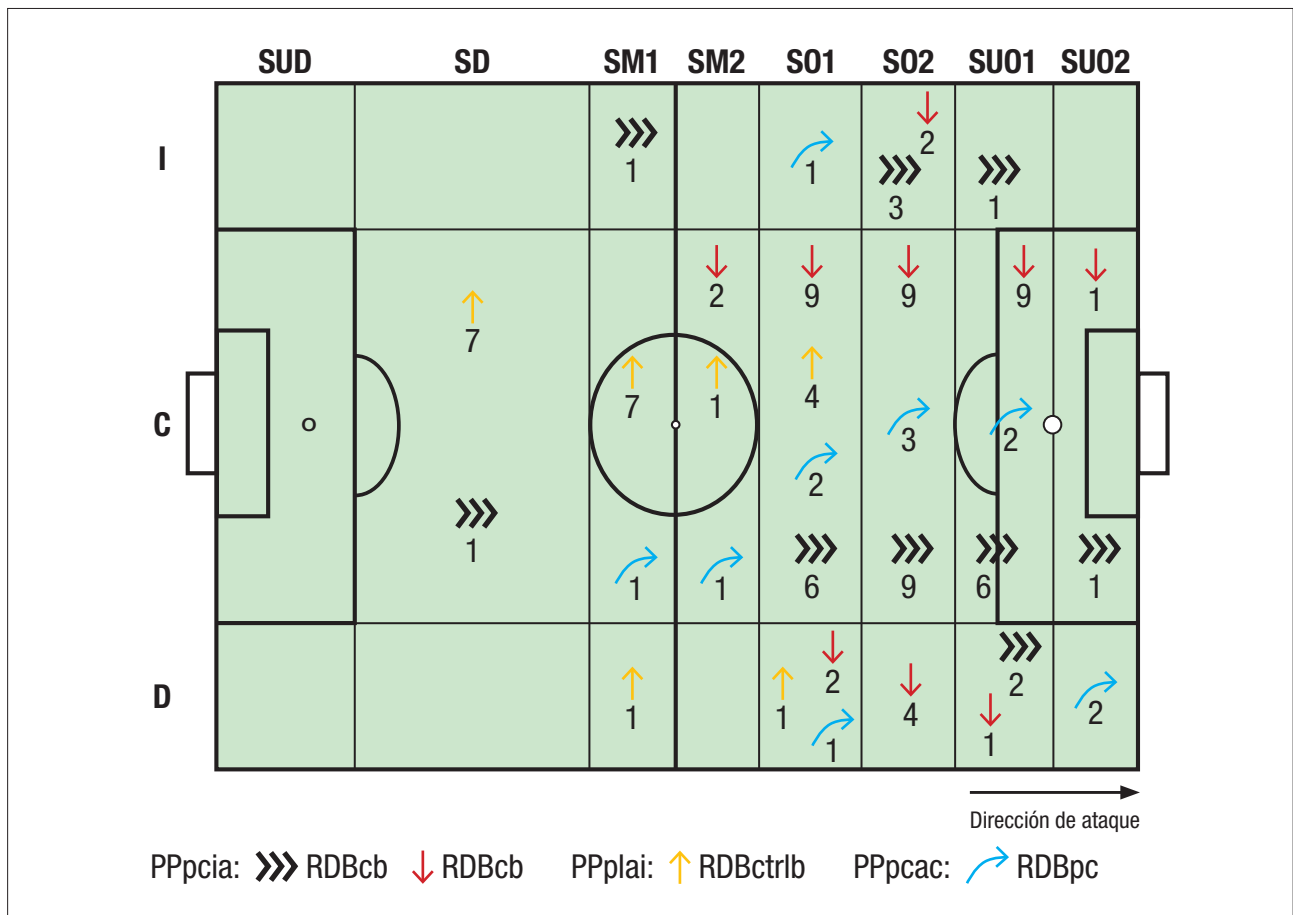 SUD SD SM1 SM2 SO1 SO2 SUO1 SUO2
I
1
1
2
3
1
C
2 9 9 9 1
7
7 1 4
3 2
2
1
1 1 6 9 6 1
D
1
1 2
1
4
2
1
2
Dirección de ataque
PPpcia: RDBcb RDBcb PPplai: RDBctrlb PPpcac: RDBpc